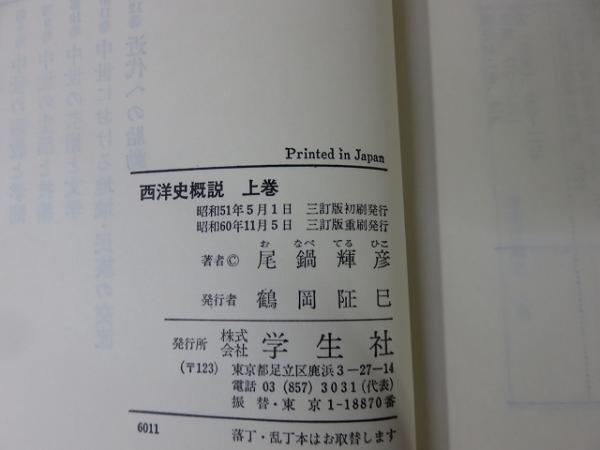 Printed in Japan
西洋史概説 上巻
昭和51年5月1日 三訂版初刷発行
昭和60年11月5日 三訂版重刷発行
お なべ てる ひこ
著者© 尾鍋輝彦
発行者 鶴岡阷巳
発行所 株式会社 学生社
(〒123) 東京都足立区鹿浜3-27-14
電話 03 (857) 3031(代表)
振替・東京1-18870番
6011
落丁・乱丁本はお取替します
近代への胎動